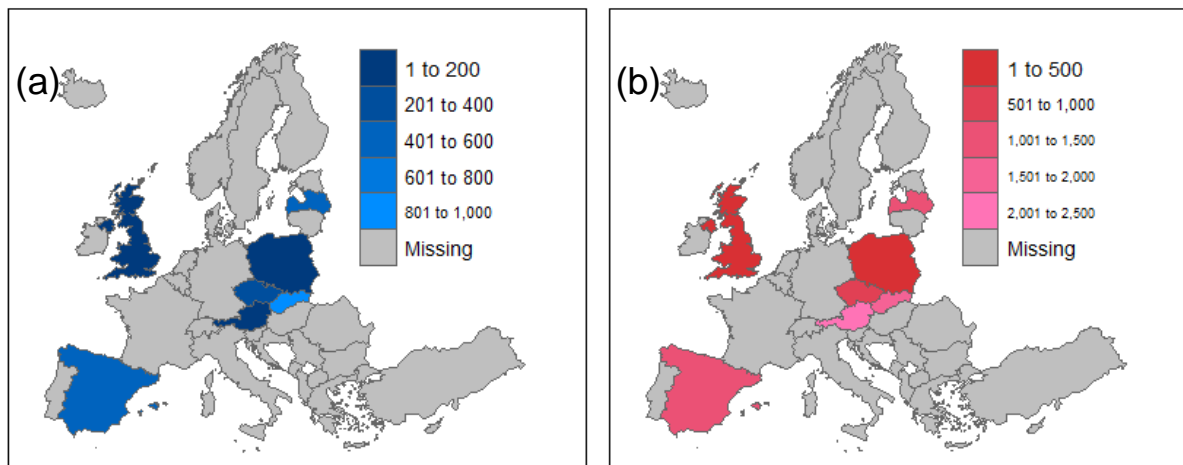 (a)
1 to 200
201 to 400
401 to 600
601 to 800
801 to 1,000
Missing
(b)
1 to 500
501 to 1,000
1,001 to 1,500
1,501 to 2,000
2,001 to 2,500
Missing